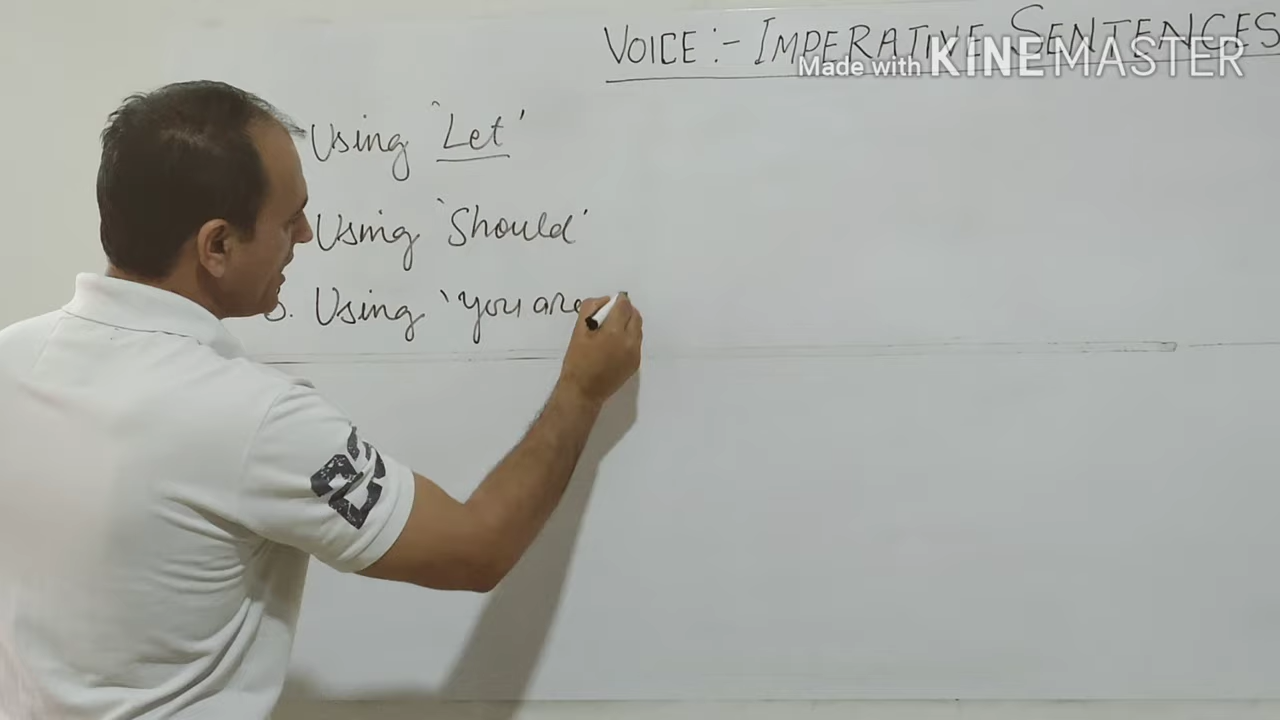 VOICE :- IMPERATIVE SENTENCES
Made with KINEMASTER
Using 'Let'
Using 'Should'
3. Using 'you are